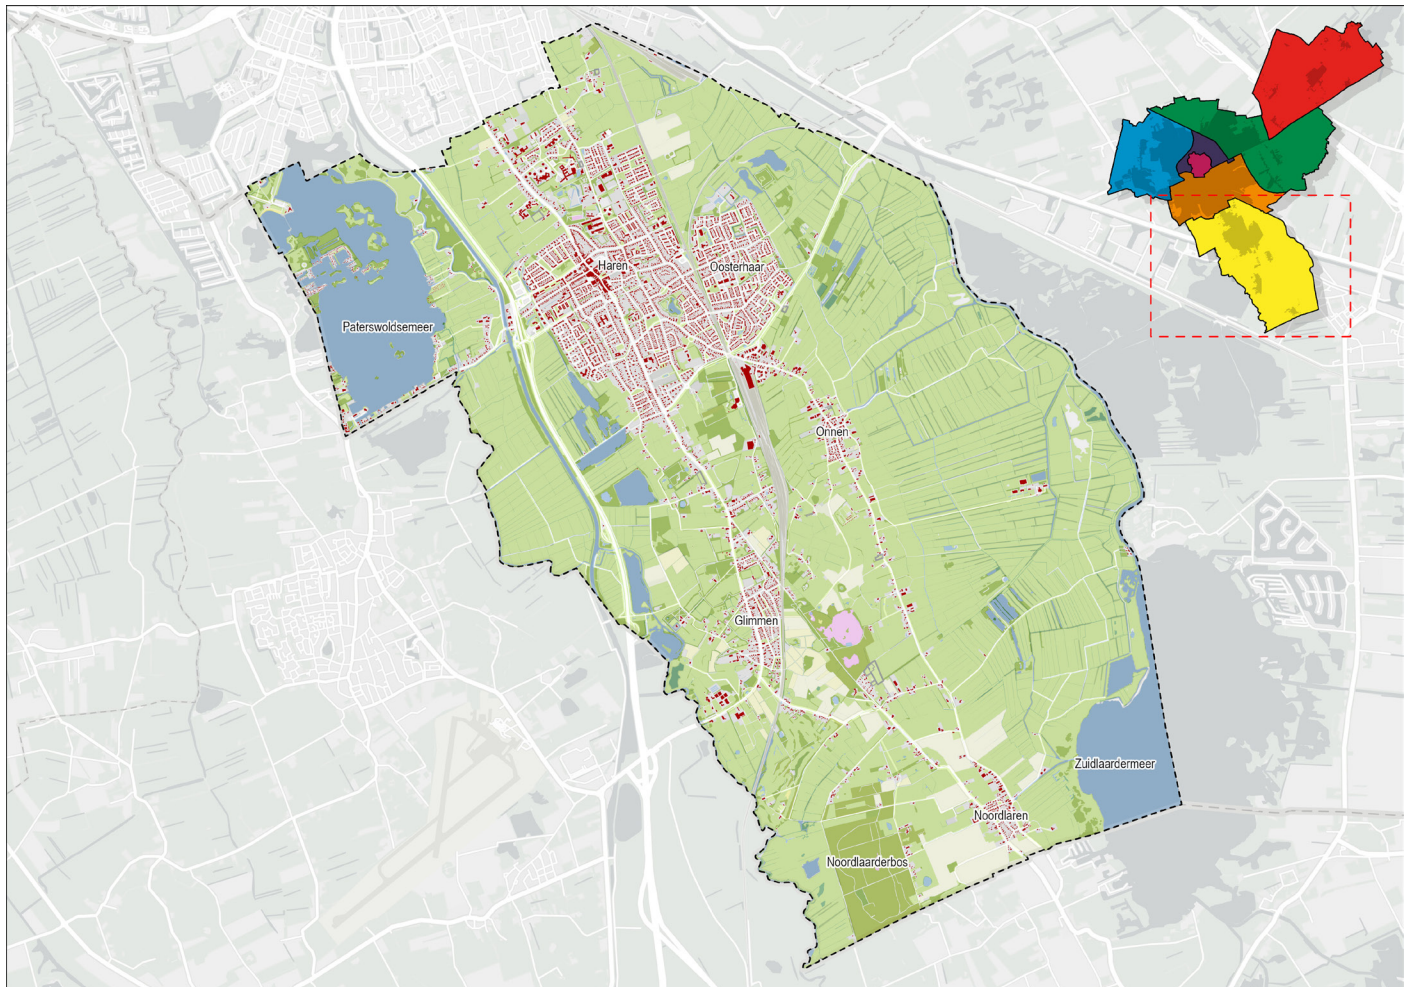 Haren
Oosterhaar
Paterswoldsemeer
Onnen
Glimmen
Zuidlaardermeer
Noordlaren
Noordlaarderbos